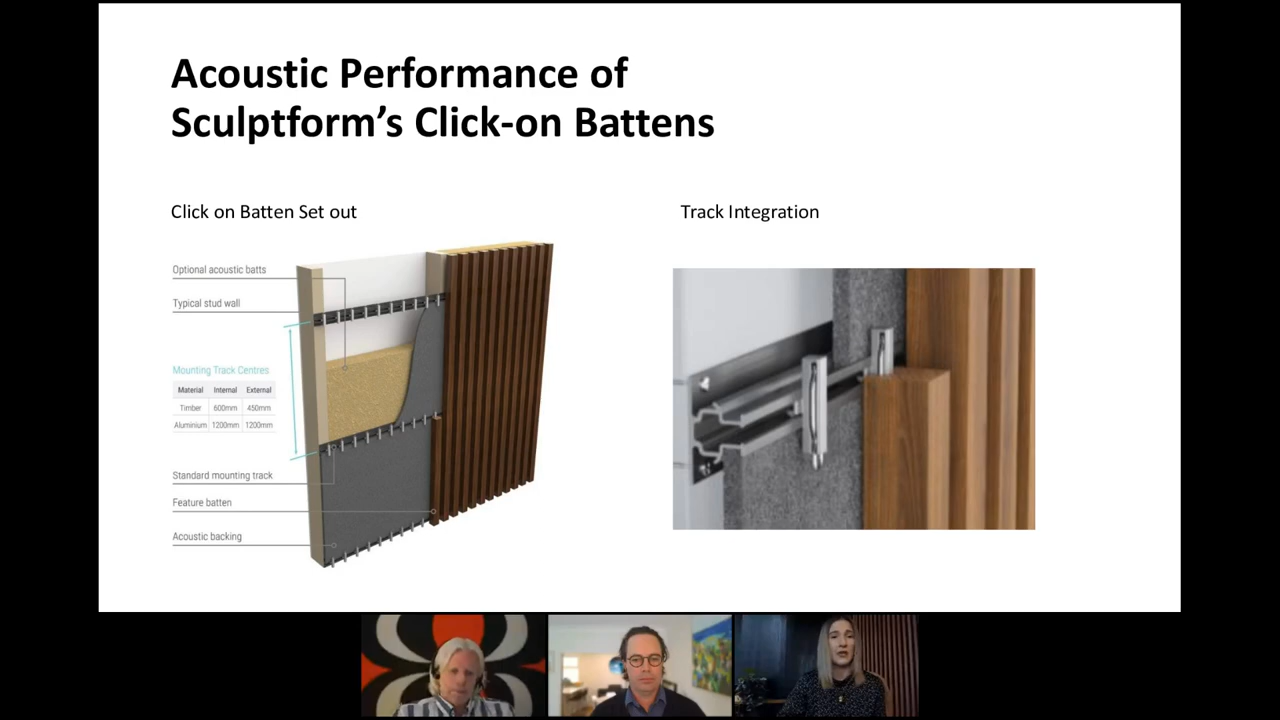 Acoustic Performance of
Sculptform’s Click-on Battens
Click on Batten Set out
Track Integration
Optional acoustic batts
Typical stud wall
Mounting Track Centres
Material Internal External
Timber 600mm 450mm
Aluminium 1200mm 1200mm
Standard mounting track
Feature batten
Acoustic backing